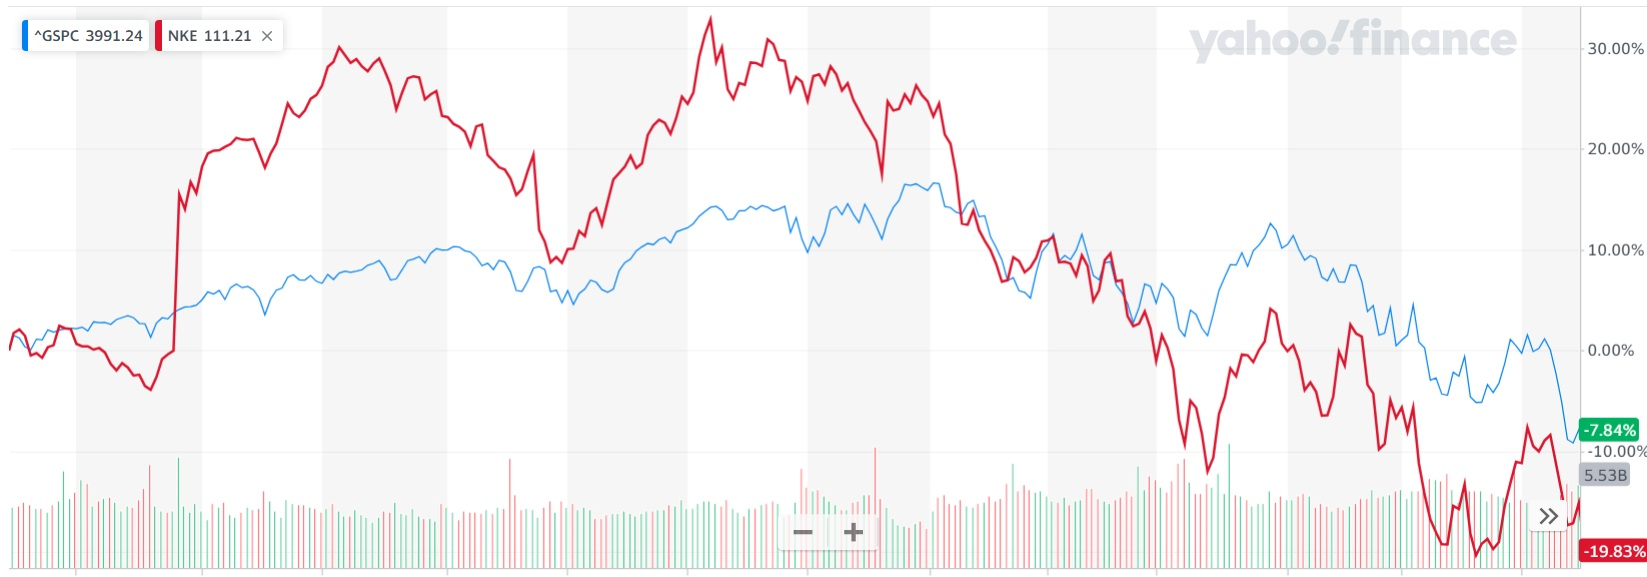 ^GSPC 3991.24 NKE 111.21 ×
yahoo!finance
30.00%
20.00%
10.00%
0.00%
-7.84%
-10.00%
5.53B
-19.83%